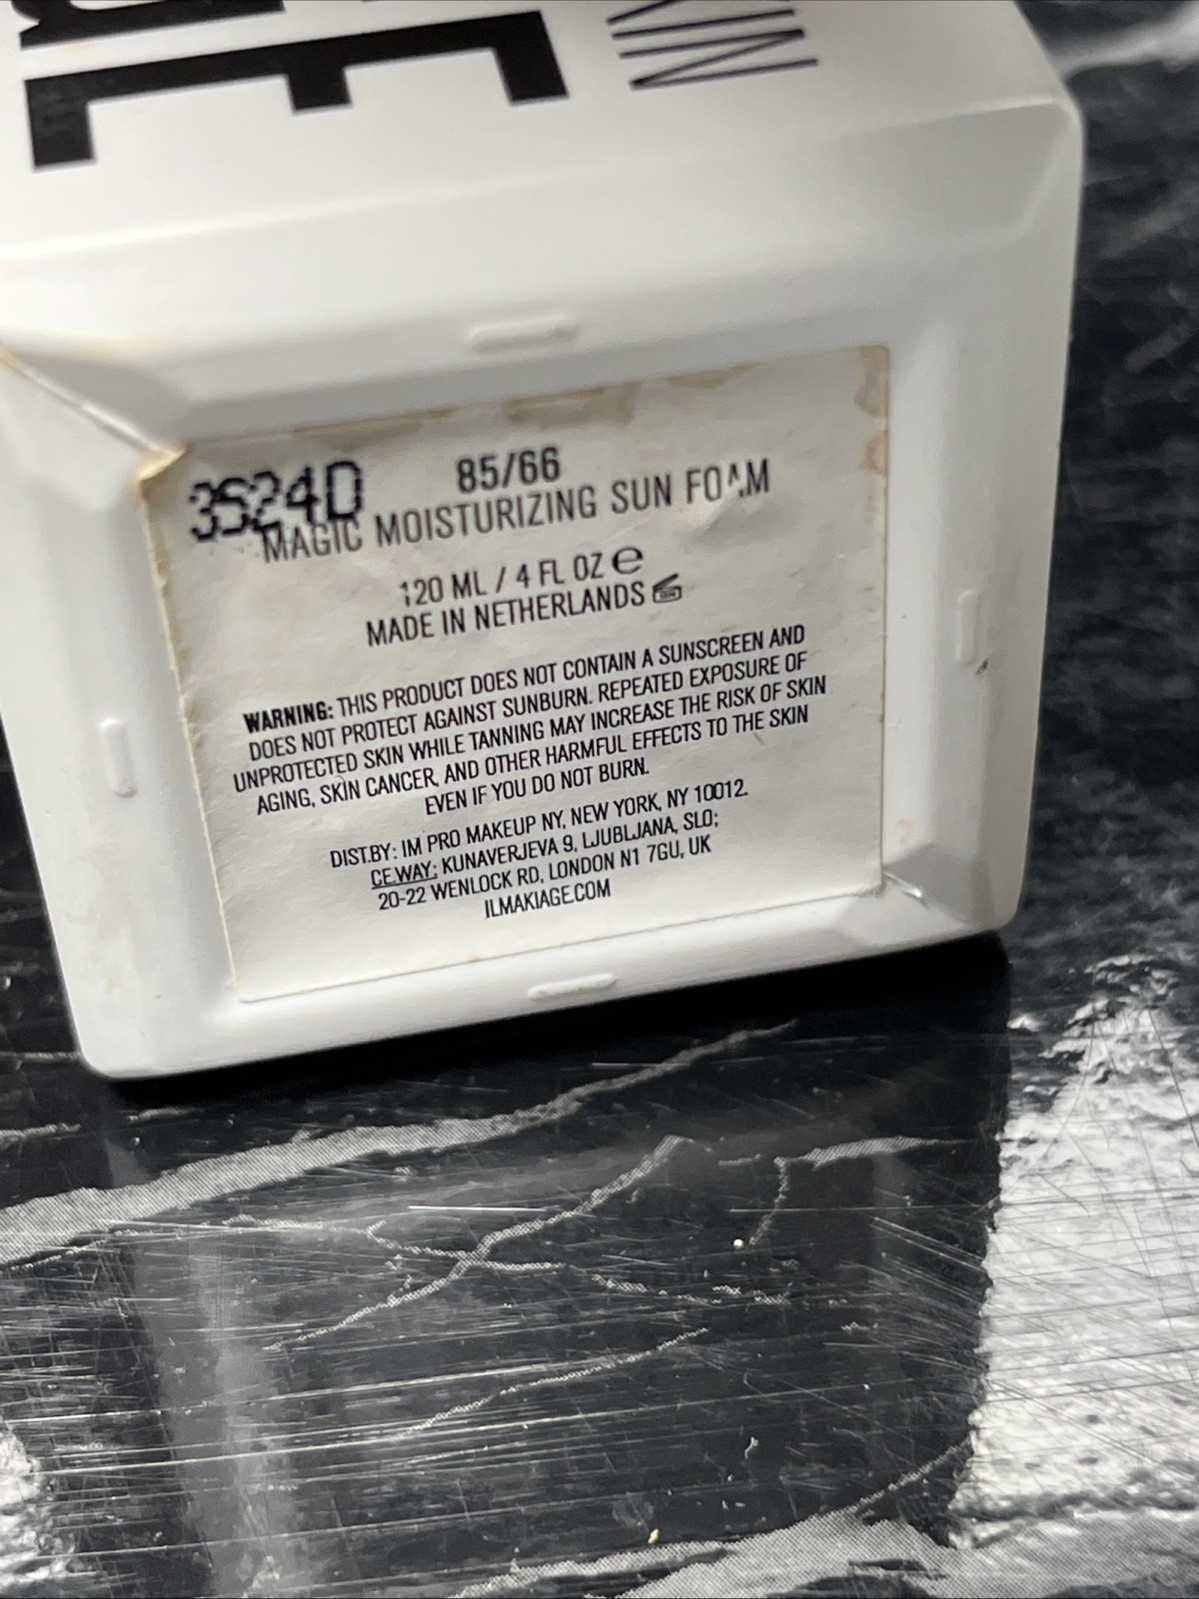 35240
85/66
MAGIC MOISTURIZING SUN FOAM
120 ML / 4 FL OZ e
MADE IN NETHERLANDS
WARNING: THIS PRODUCT DOES NOT CONTAIN A SUNSCREEN AND
DOES NOT PROTECT AGAINST SUNBURN. REPEATED EXPOSURE OF
UNPROTECTED SKIN WHILE TANNING MAY INCREASE THE RISK OF SKIN
AGING, SKIN CANCER, AND OTHER HARMFUL EFFECTS TO THE SKIN
EVEN IF YOU DO NOT BURN.
DIST.BY: IM PRO MAKEUP NY, NEW YORK, NY 10012.
CE.WAY: KUNAVERJEVA 9, LJUBLJANA, SLO;
20-22 WENLOCK RD, LONDON N1 7GU, UK
ILMAKIAGE.COM